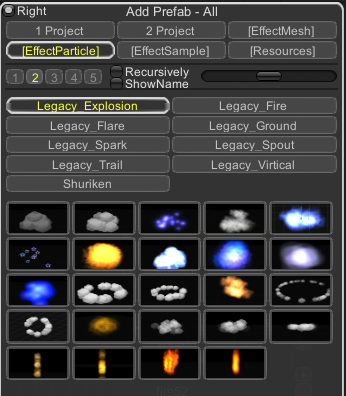 Right Add Prefab - All
1 Project 2 Project [EffectMesh]
[EffectParticle] [EffectSample] [Resources]
1 2 3 4 5 Recursively
ShowName
Legacy_Explosion Legacy_Fire
Legacy_Flare Legacy_Ground
Legacy_Spark Legacy_Spout
Legacy_Trail Legacy_Virtical
Shuriken